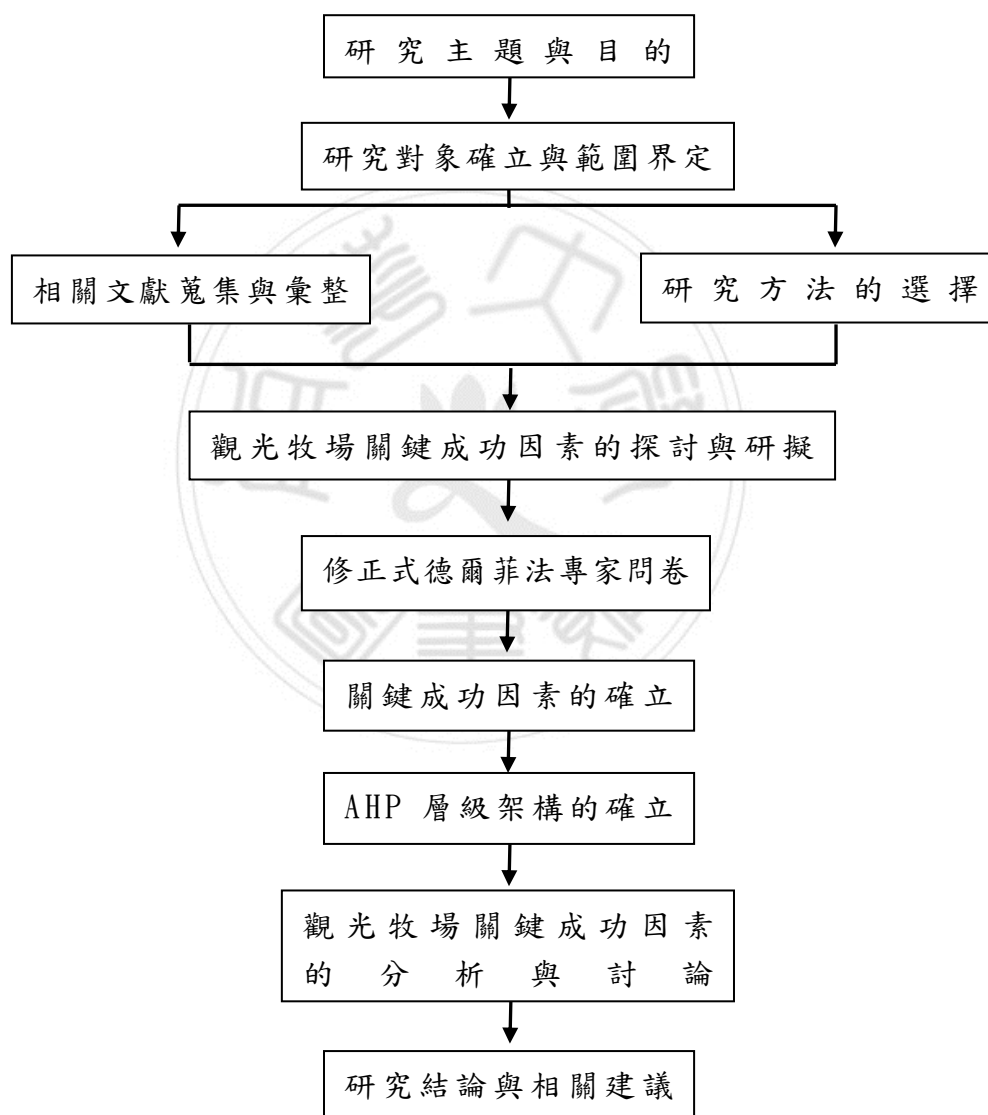 研究主題與目的
研究對象確立與範圍界定
相關文獻蒐集與彙整
研究方法的選擇
觀光牧場關鍵成功因素的探討與研擬
修正式德爾菲法專家問卷
關鍵成功因素的確立
AHP 層級架構的確立
觀光牧場關鍵成功因素
的分析與討論
研究結論與相關建議